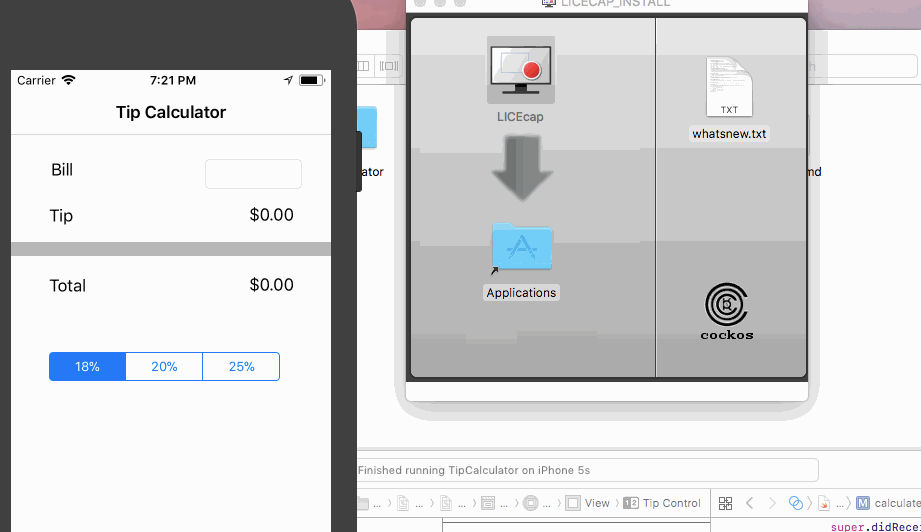 Carrier 7:21 PM
Tip Calculator
Bill
Tip $0.00
Total $0.00
18% 20% 25%
LICECAP_INSTALL
LICEcap
TXT
whatsnew.txt
Applications
cockos
ator
md
Finished running TipCalculator on iPhone 5s
... ... ... ... ... View Tip Control
... M calculate
super.didRecei